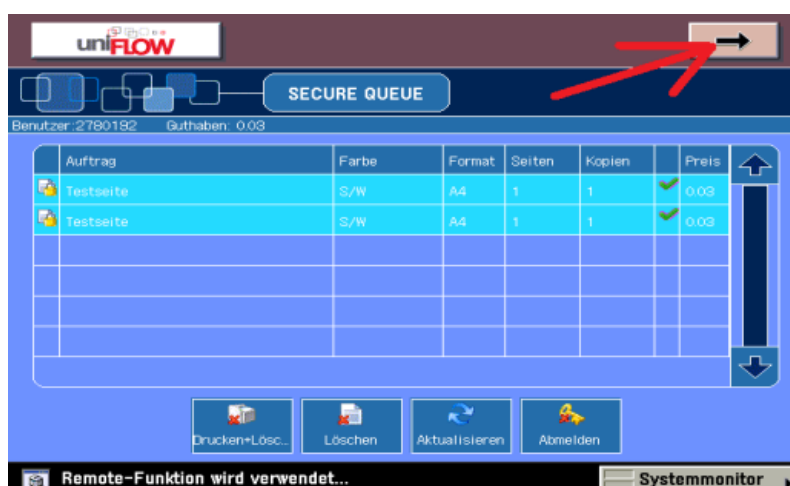 uniFLOW
SECURE QUEUE
Benutzer:2780192 Guthaben: 0.03
Auftrag Farbe Format Seiten Kopien Preis
Testseite S/W A4 1 1 0.03
Testseite S/W A4 1 1 0.03
Drucken+Lösc... Löschen Aktualisieren Abmelden
Remote-Funktion wird verwendet... Systemmonitor